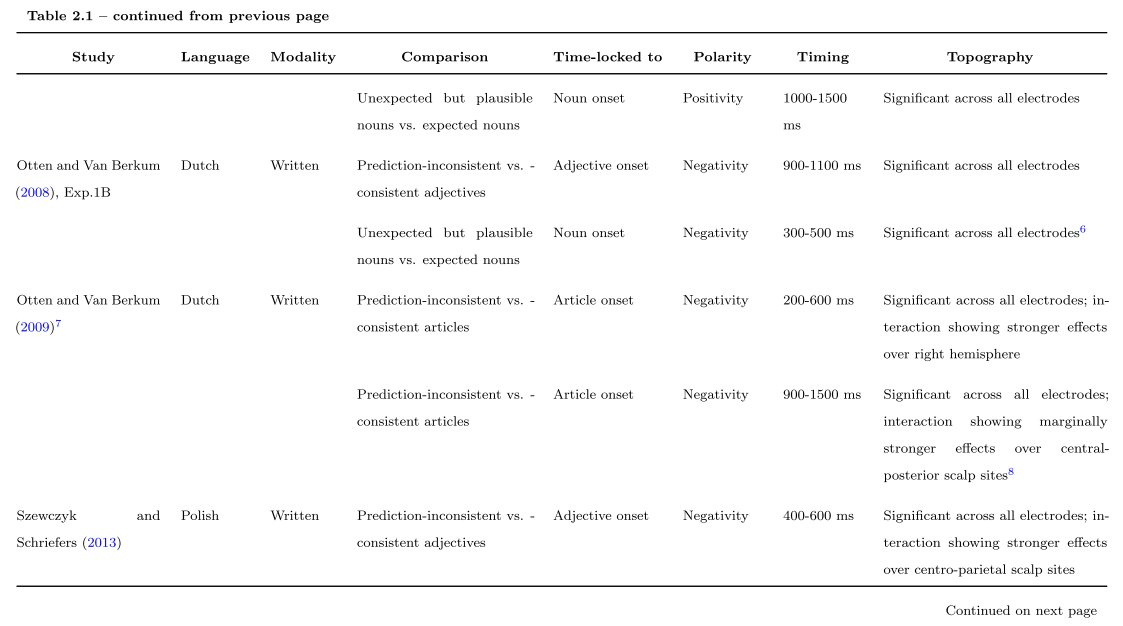 Table 2.1 – continued from previous page
Study Language Modality Comparison Time-locked to Polarity Timing Topography
Unexpected but plausible Noun onset Positivity 1000-1500 Significant across all electrodes
nouns vs. expected nouns ms
Otten and Van Berkum Dutch Written Prediction-inconsistent vs. - Adjective onset Negativity 900-1100 ms Significant across all electrodes
(2008), Exp.1B consistent adjectives
Unexpected but plausible Noun onset Negativity 300-500 ms Significant across all electrodes6
nouns vs. expected nouns
Otten and Van Berkum Dutch Written Prediction-inconsistent vs. - Article onset Negativity 200-600 ms Significant across all electrodes; in-
(2009)7 consistent articles teraction showing stronger effects
over right hemisphere
Prediction-inconsistent vs. - Article onset Negativity 900-1500 ms Significant across all electrodes;
consistent articles interaction showing marginally
stronger effects over central-
posterior scalp sites8
Szewczyk and Polish Written Prediction-inconsistent vs. - Adjective onset Negativity 400-600 ms Significant across all electrodes; in-
Schriefers (2013) consistent adjectives teraction showing stronger effects
over centro-parietal scalp sites
Continued on next page